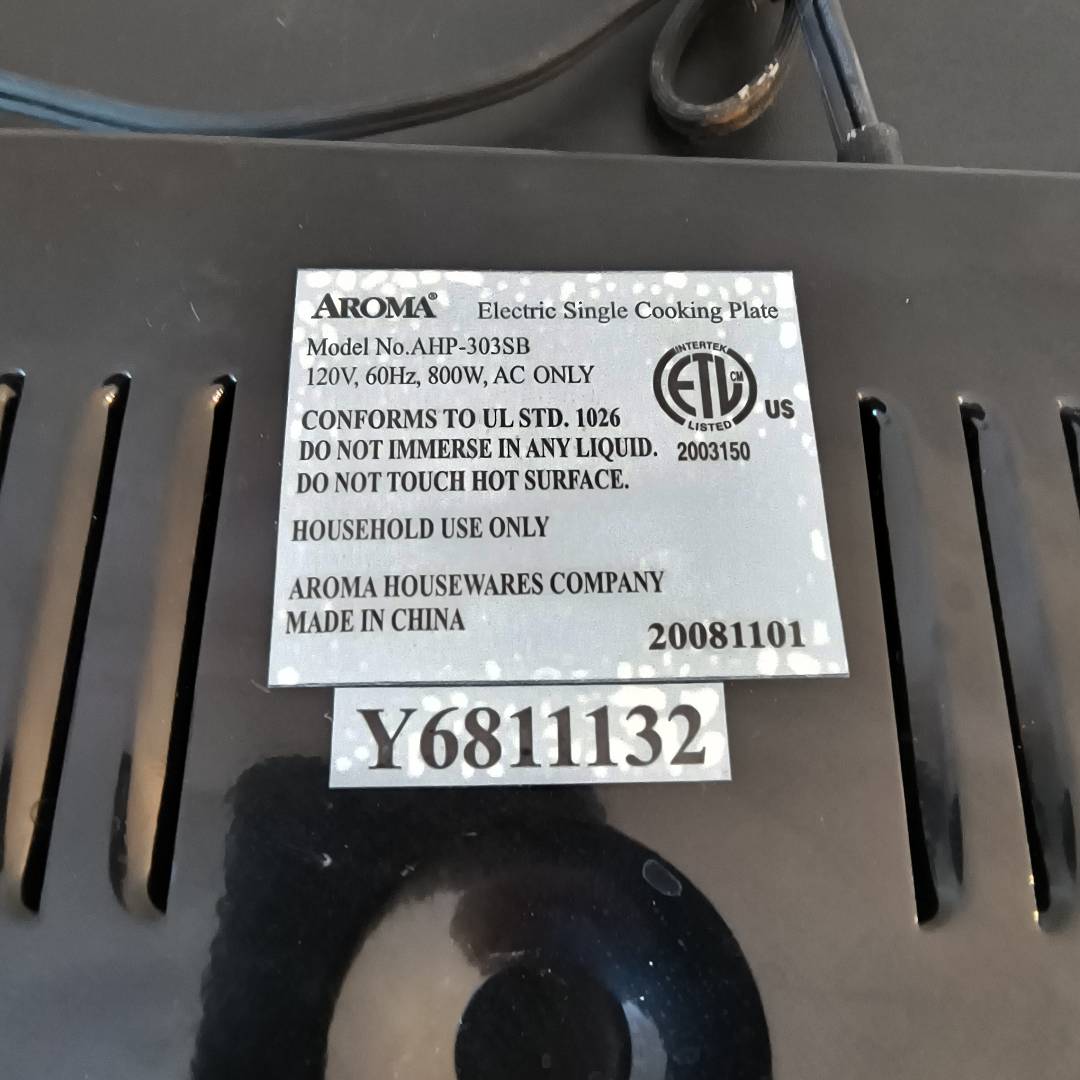 AROMA® Electric Single Cooking Plate
Model No.AHP-303SB
120V, 60Hz, 800W, AC ONLY
CONFORMS TO UL STD. 1026
DO NOT IMMERSE IN ANY LIQUID.
DO NOT TOUCH HOT SURFACE.
INTERTEK
ETL CM
LISTED
US
2003150
HOUSEHOLD USE ONLY
AROMA HOUSEWARES COMPANY
MADE IN CHINA
20081101
Y6811132